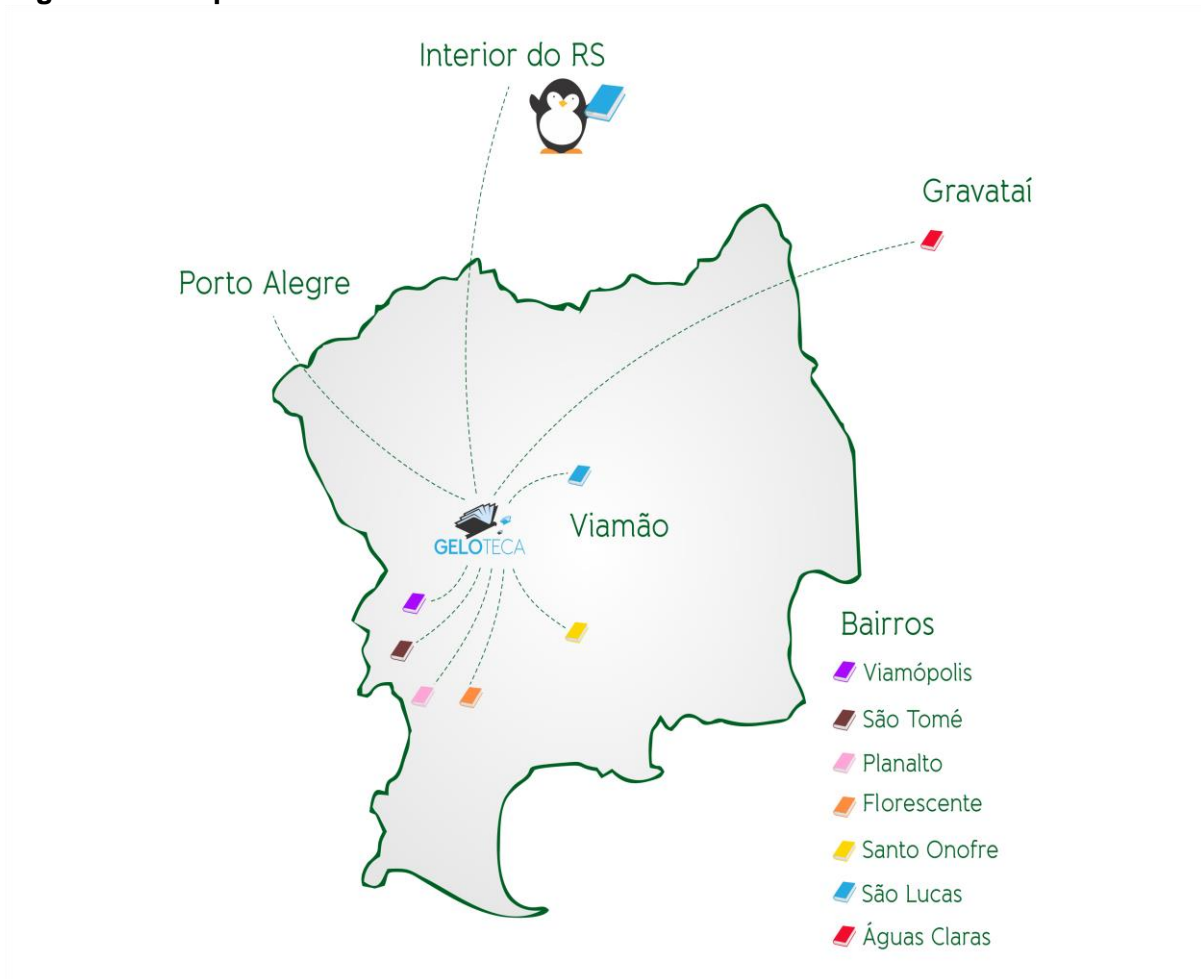 Interior do RS
Gravataí
Porto Alegre
GELOTECA
Viamão
Bairros
Viamópolis
São Tomé
Planalto
Florescente
Santo Onofre
São Lucas
Águas Claras